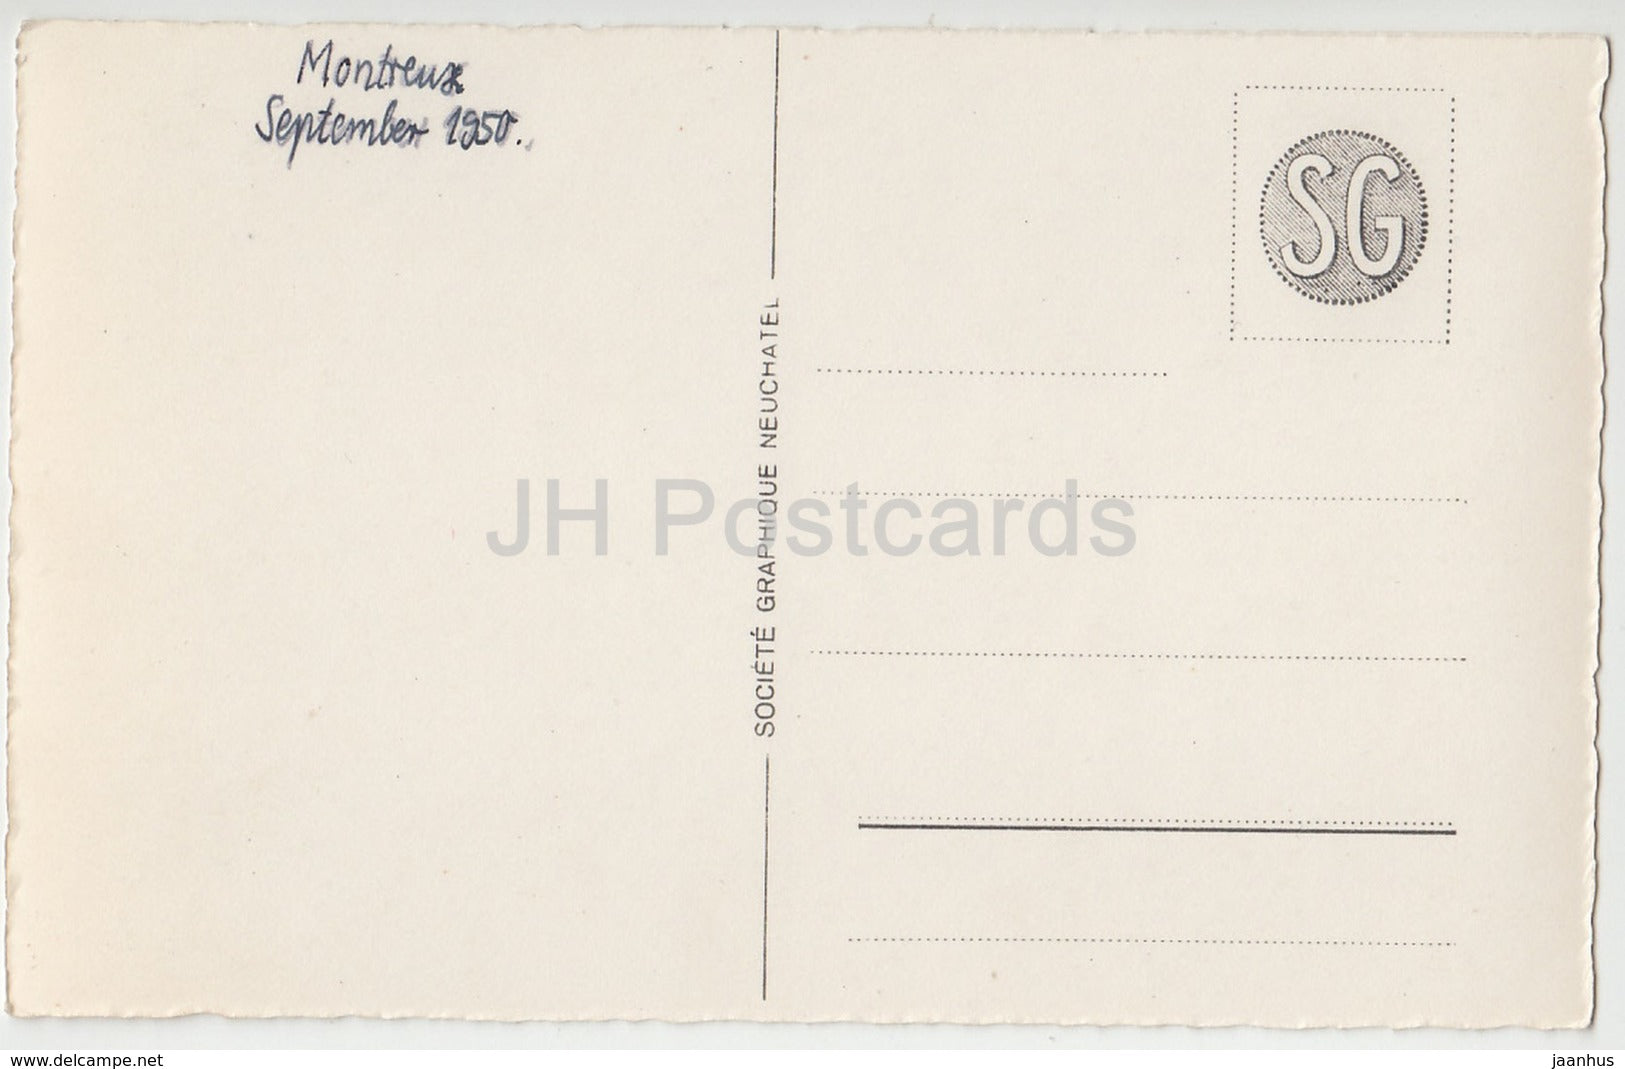 Montreux
September 1950.
SG
SOCIÉTÉ GRAPHIQUE NEUCHATEL
JH Postcards
www.delcampe.net
jaanhus